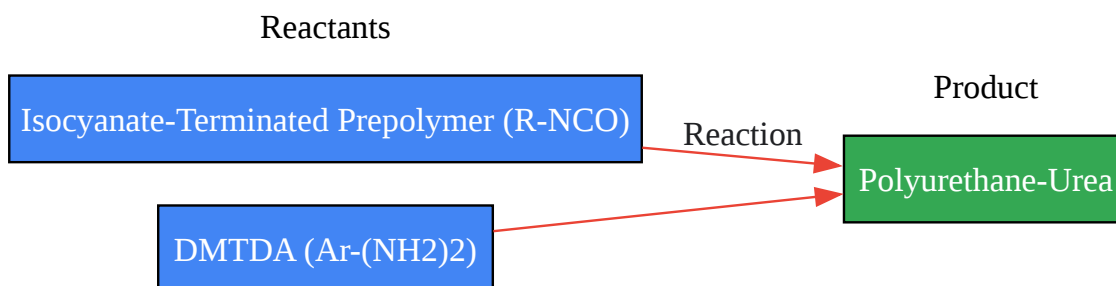 Reactants
Isocyanate-Terminated Prepolymer (R-NCO)
DMTDA (Ar-(NH2)2)
Reaction
Product
Polyurethane-Urea